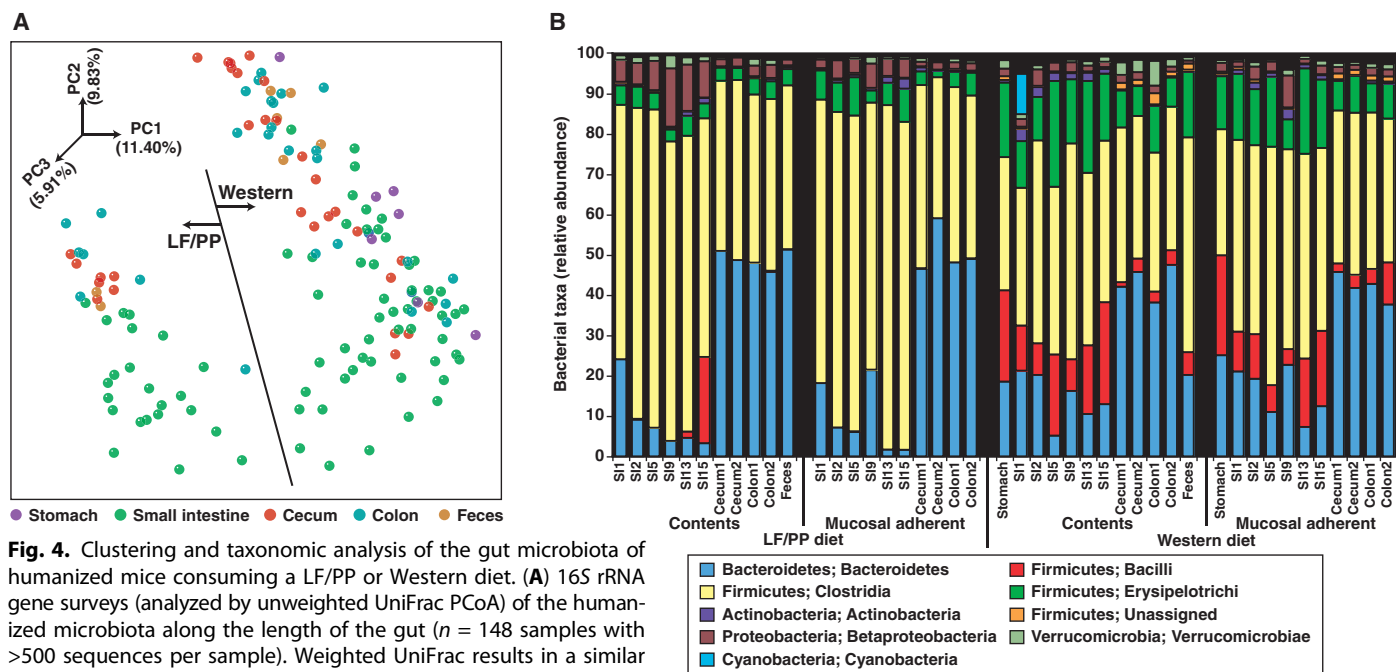 A
PC2
(9.83%)
PC1
(11.40%)
PC3
(5.91%)
Western
LF/PP
Stomach Small intestine Cecum Colon Feces
Fig. 4. Clustering and taxonomic analysis of the gut microbiota of
humanized mice consuming a LF/PP or Western diet. (A) 16S rRNA
gene surveys (analyzed by unweighted UniFrac PCoA) of the human-
ized microbiota along the length of the gut (n = 148 samples with
>500 sequences per sample). Weighted UniFrac results in a similar
B
Bacterial taxa (relative abundance)
100
90
80
70
60
50
40
30
20
10
0
SI1 SI2 SI5 SI9 SI13 SI15 Cecum1 Cecum2 Colon1 Colon2 Feces
SI1 SI2 SI5 SI9 SI13 SI15 Cecum1 Cecum2 Colon1 Colon2
Stomach SI1 SI2 SI5 SI9 SI13 SI15 Cecum1 Cecum2 Colon1 Colon2 Feces
Stomach SI1 SI2 SI5 SI9 SI13 SI15 Cecum1 Cecum2 Colon1 Colon2
Contents Mucosal adherent Contents Mucosal adherent
LF/PP diet Western diet
Bacteroidetes; Bacteroidetes
Firmicutes; Clostridia
Actinobacteria; Actinobacteria
Proteobacteria; Betaproteobacteria
Cyanobacteria; Cyanobacteria
Firmicutes; Bacilli
Firmicutes; Erysipelotrichi
Firmicutes; Unassigned
Verrucomicrobia; Verrucomicrobiae